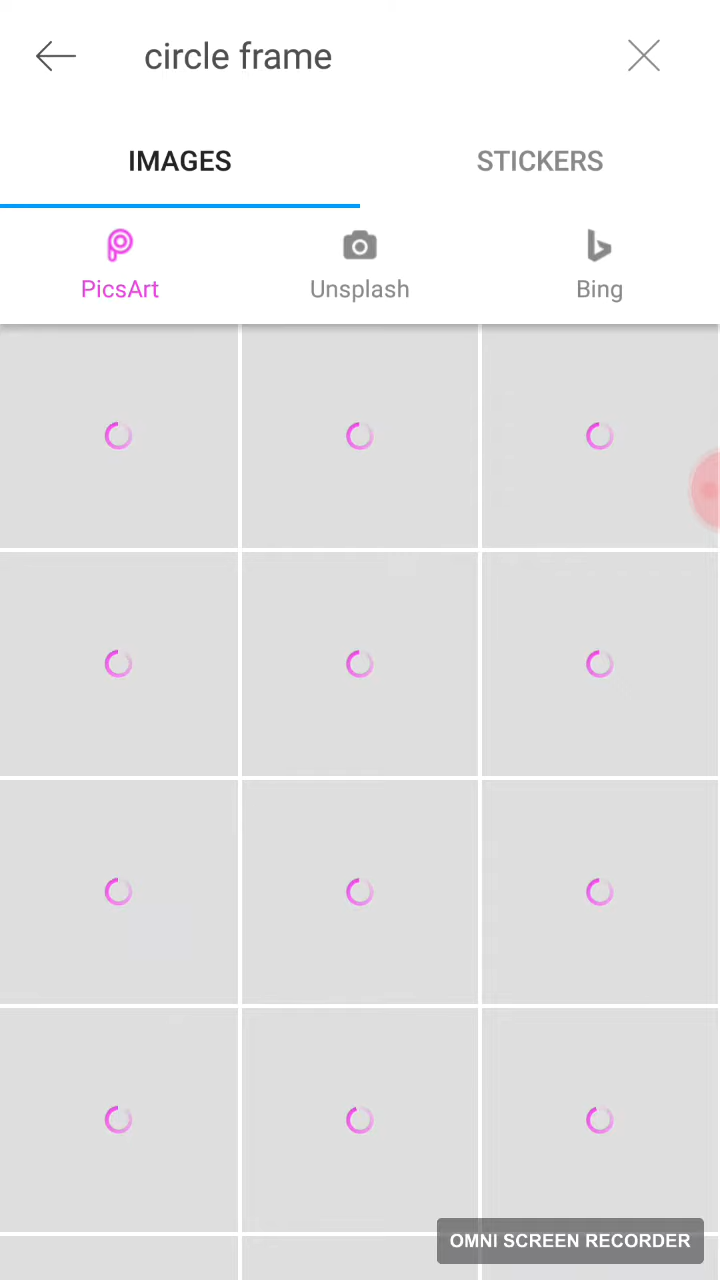 circle frame
IMAGES
STICKERS
PicsArt
Unsplash
Bing
OMNI SCREEN RECORDER